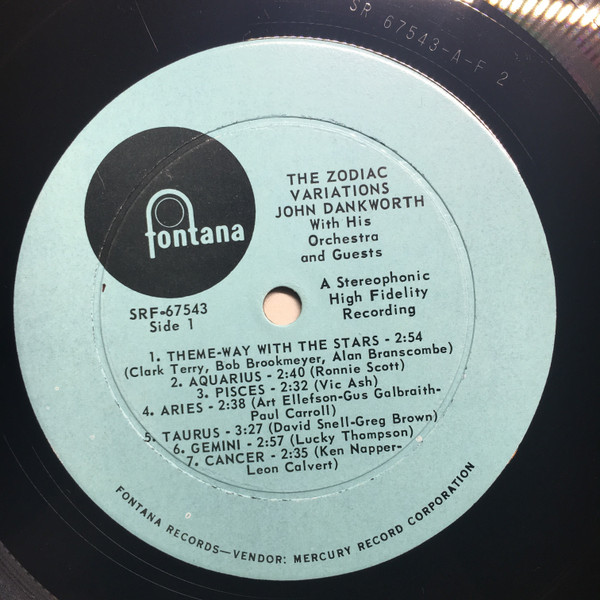 SR 67543-A-F 2
fontana
THE ZODIAC
VARIATIONS
JOHN DANKWORTH
With His
Orchestra
and Guests
A Stereophonic
High Fidelity
Recording
SRF-67543
Side 1
1. THEME-WAY WITH THE STARS - 2:54
(Clark Terry, Bob Brookmeyer, Alan Branscombe)
2. AQUARIUS - 2:40 (Ronnie Scott)
3. PISCES - 2:32 (Vic Ash)
4. ARIES - 2:38 (Art Ellefson-Gus Galbraith-
Paul Carroll)
5. TAURUS - 3:27 (David Snell-Greg Brown)
6. GEMINI - 2:57 (Lucky Thompson)
7. CANCER - 2:35 (Ken Napper-
Leon Calvert)
FONTANA RECORDS—VENDOR: MERCURY RECORD CORPORATION